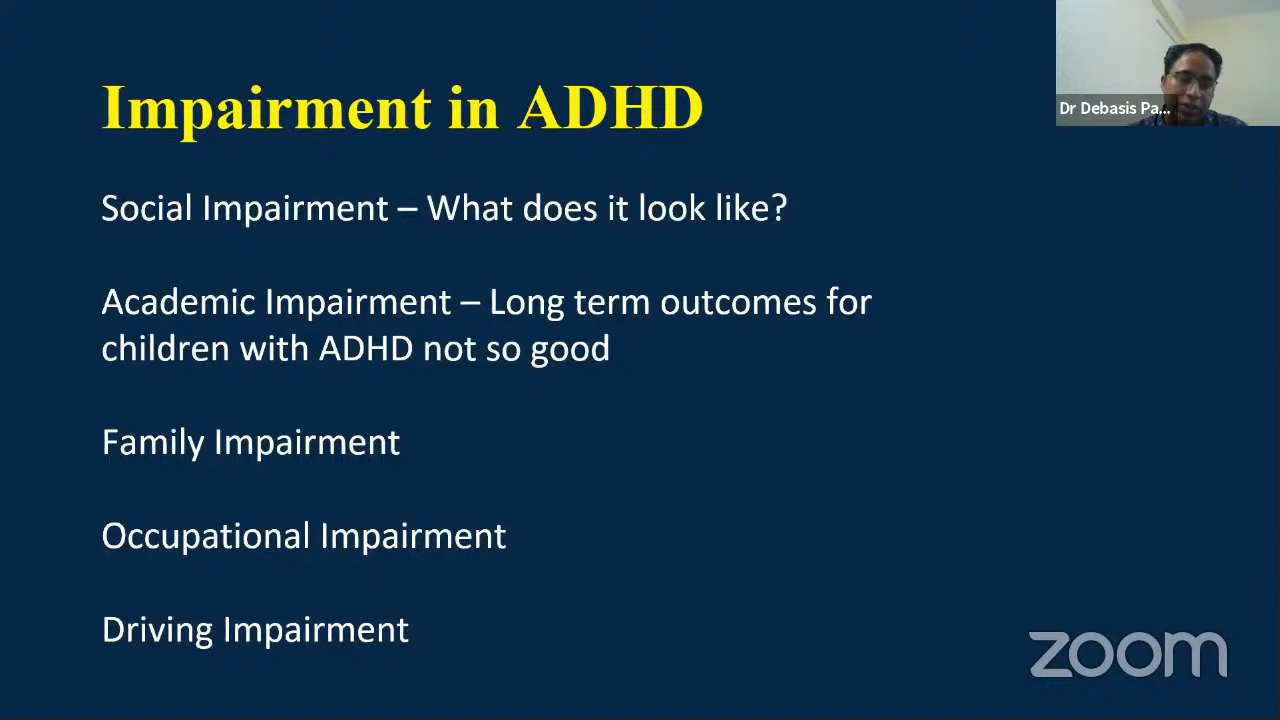 Impairment in ADHD
Dr Debasis Pa...
Social Impairment – What does it look like?
Academic Impairment – Long term outcomes for
children with ADHD not so good
Family Impairment
Occupational Impairment
Driving Impairment
zoom